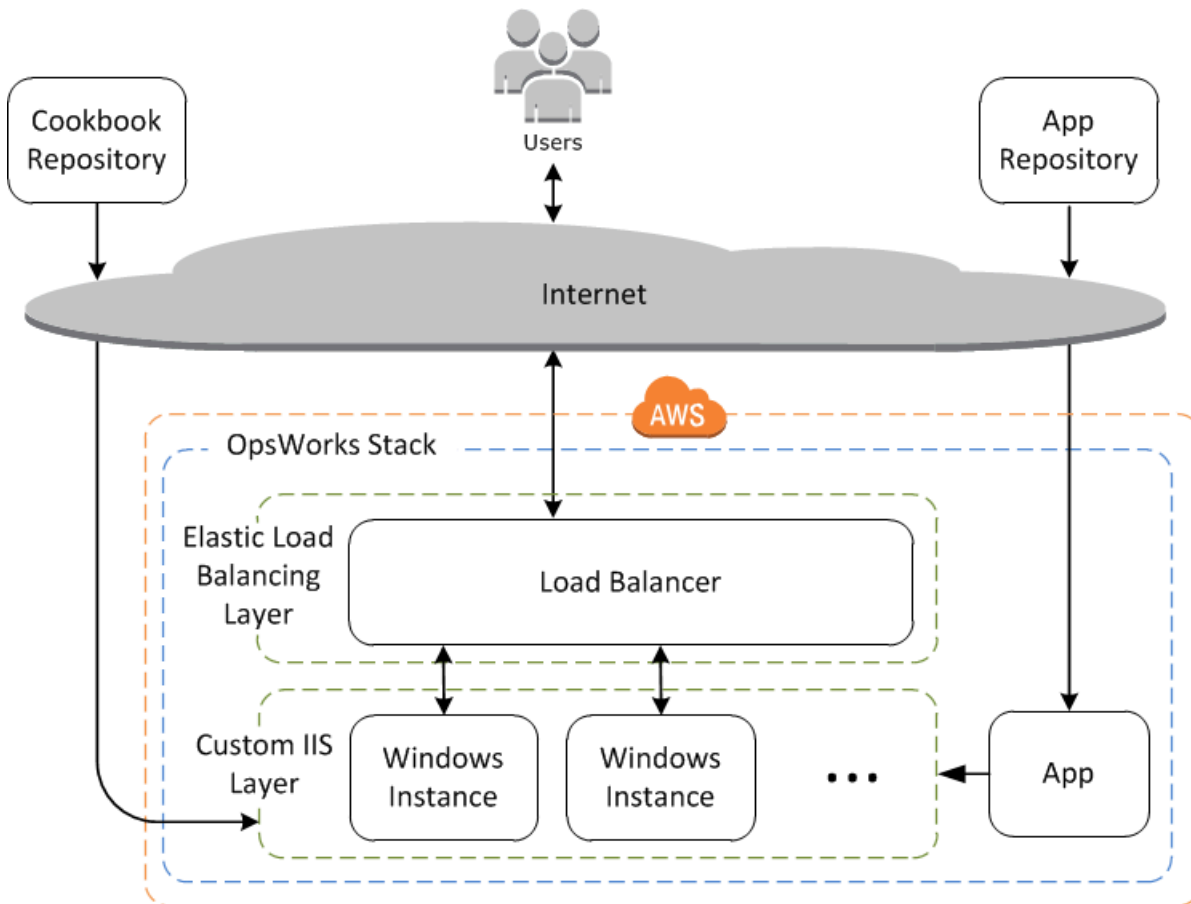 Users
Cookbook
Repository
App
Repository
Internet
AWS
OpsWorks Stack
Elastic Load
Balancing
Layer
Load Balancer
Custom IIS
Layer
Windows
Instance
Windows
Instance
...
App